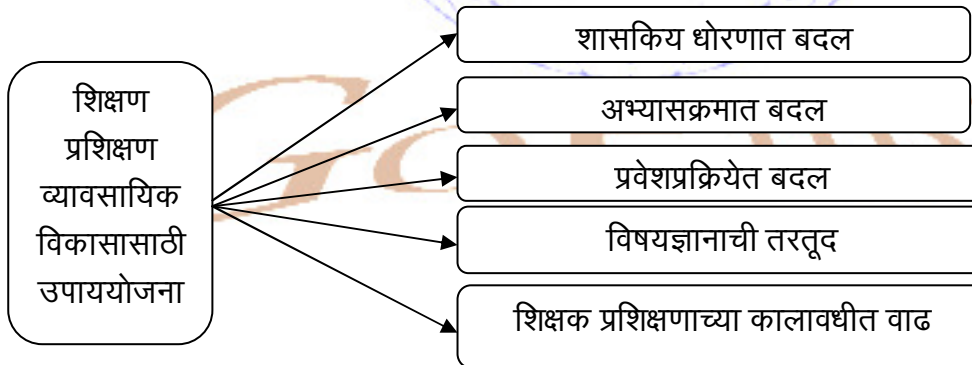 शिक्षण
प्रशिक्षण
व्यावसायिक
विकासासाठी
उपाययोजना
शासकिय धोरणात बदल
अभ्यासक्रमात बदल
प्रवेशप्रक्रियेत बदल
विषयज्ञानाची तरतूद
शिक्षक प्रशिक्षणाच्या कालावधीत वाढ